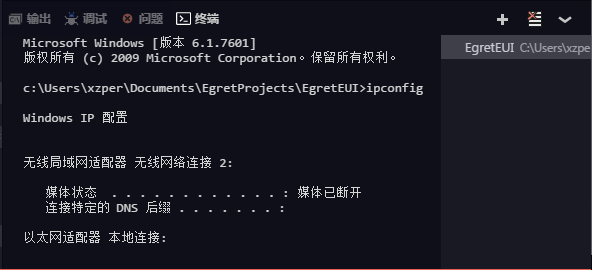 输出 调试 问题 终端
Microsoft Windows [版本 6.1.7601]
版权所有 (c) 2009 Microsoft Corporation。保留所有权利。
EgretEUI C:\Users\xzpe
c:\Users\xzper\Documents\EgretProjects\EgretEUI>ipconfig
Windows IP 配置
无线局域网适配器 无线网络连接 2:
媒体状态 . . . . . . . . . . . . : 媒体已断开
连接特定的 DNS 后缀 . . . . . . . :
以太网适配器 本地连接: